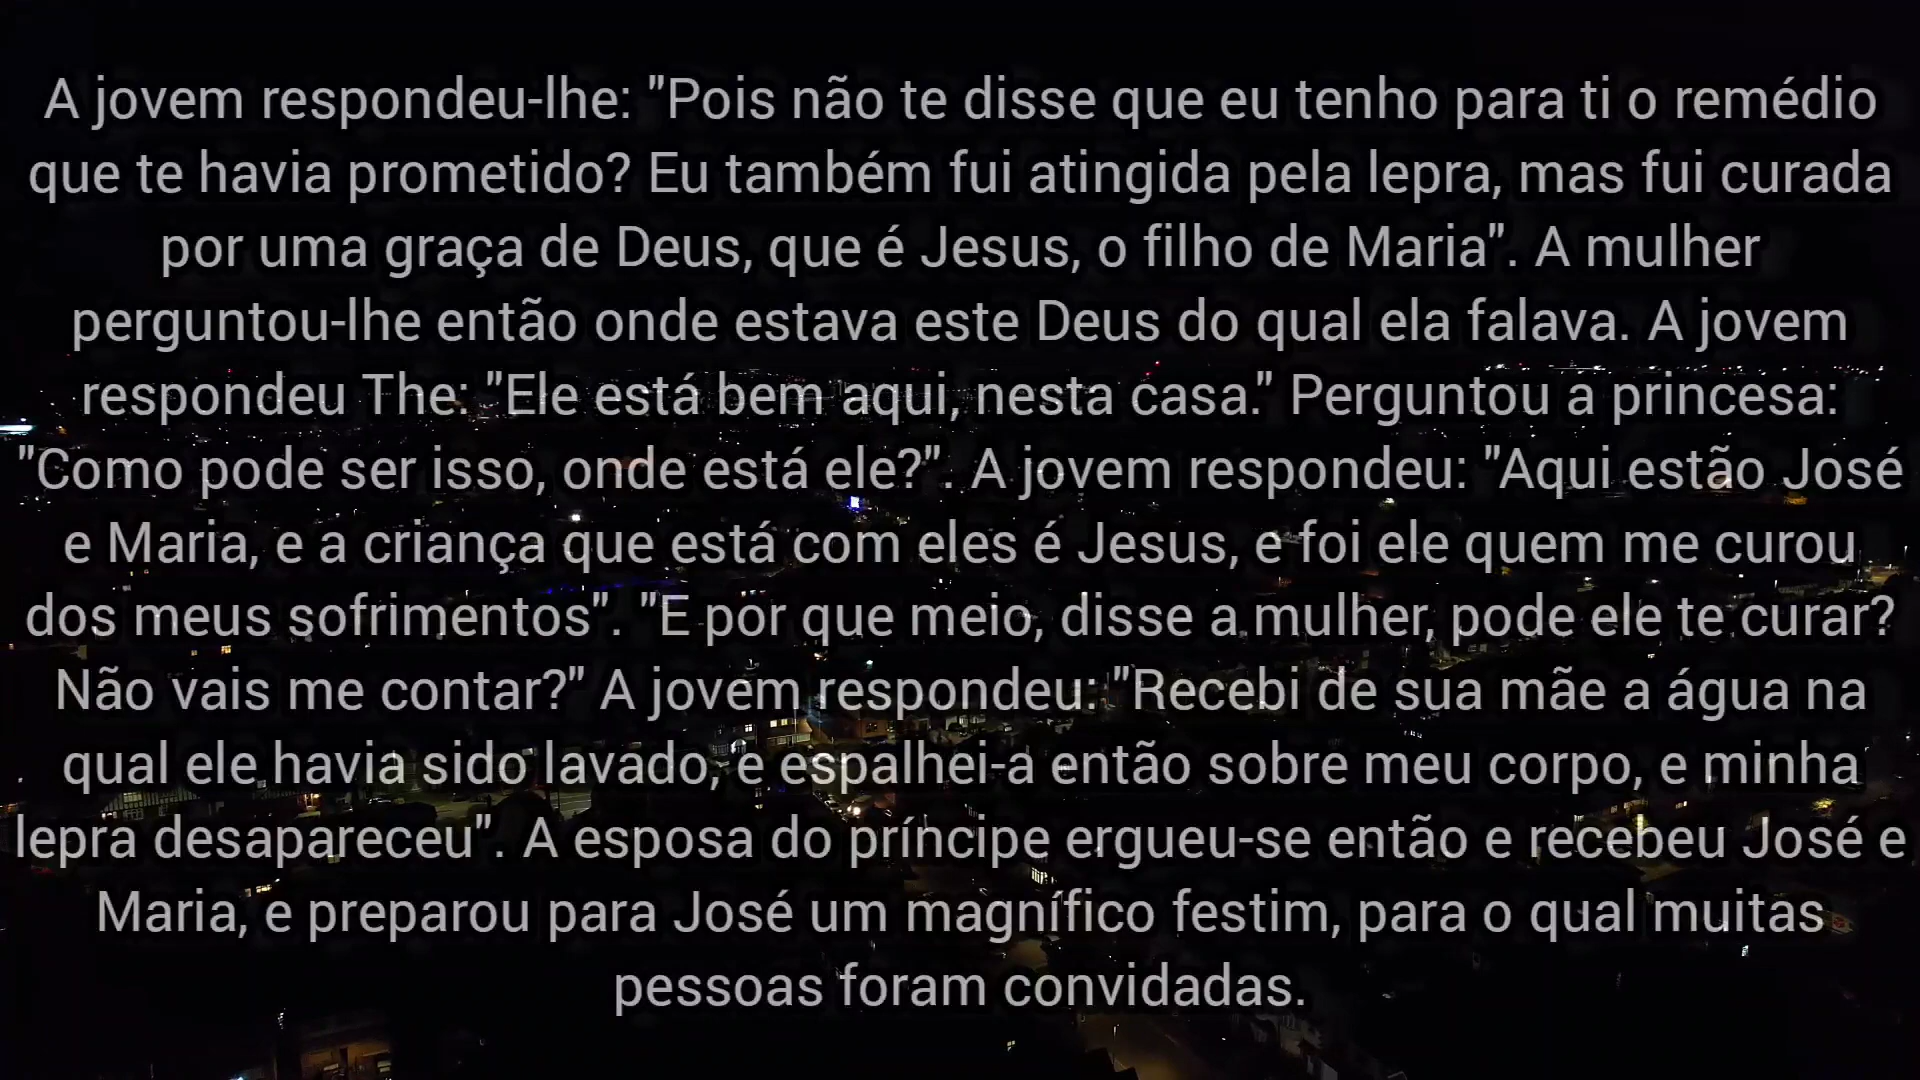 A jovem respondeu-lhe: "Pois não te disse que eu tenho para ti o remédio
que te havia prometido? Eu também fui atingida pela lepra, mas fui curada
por uma graça de Deus, que é Jesus, o filho de Maria". A mulher
perguntou-lhe então onde estava este Deus do qual ela falava. A jovem
respondeu The: "Ele está bem aqui, nesta casa." Perguntou a princesa:
"Como pode ser isso, onde está ele?". A jovem respondeu: "Aqui estão José
e Maria, e a criança que está com eles é Jesus, e foi ele quem me curou
dos meus sofrimentos". "E por que meio, disse a mulher, pode ele te curar?
Não vais me contar?" A jovem respondeu: "Recebi de sua mãe a água na
qual ele havia sido lavado, e espalhei-a então sobre meu corpo, e minha
lepra desapareceu". A esposa do príncipe ergueu-se então e recebeu José e
Maria, e preparou para José um magnífico festim, para o qual muitas
pessoas foram convidadas.